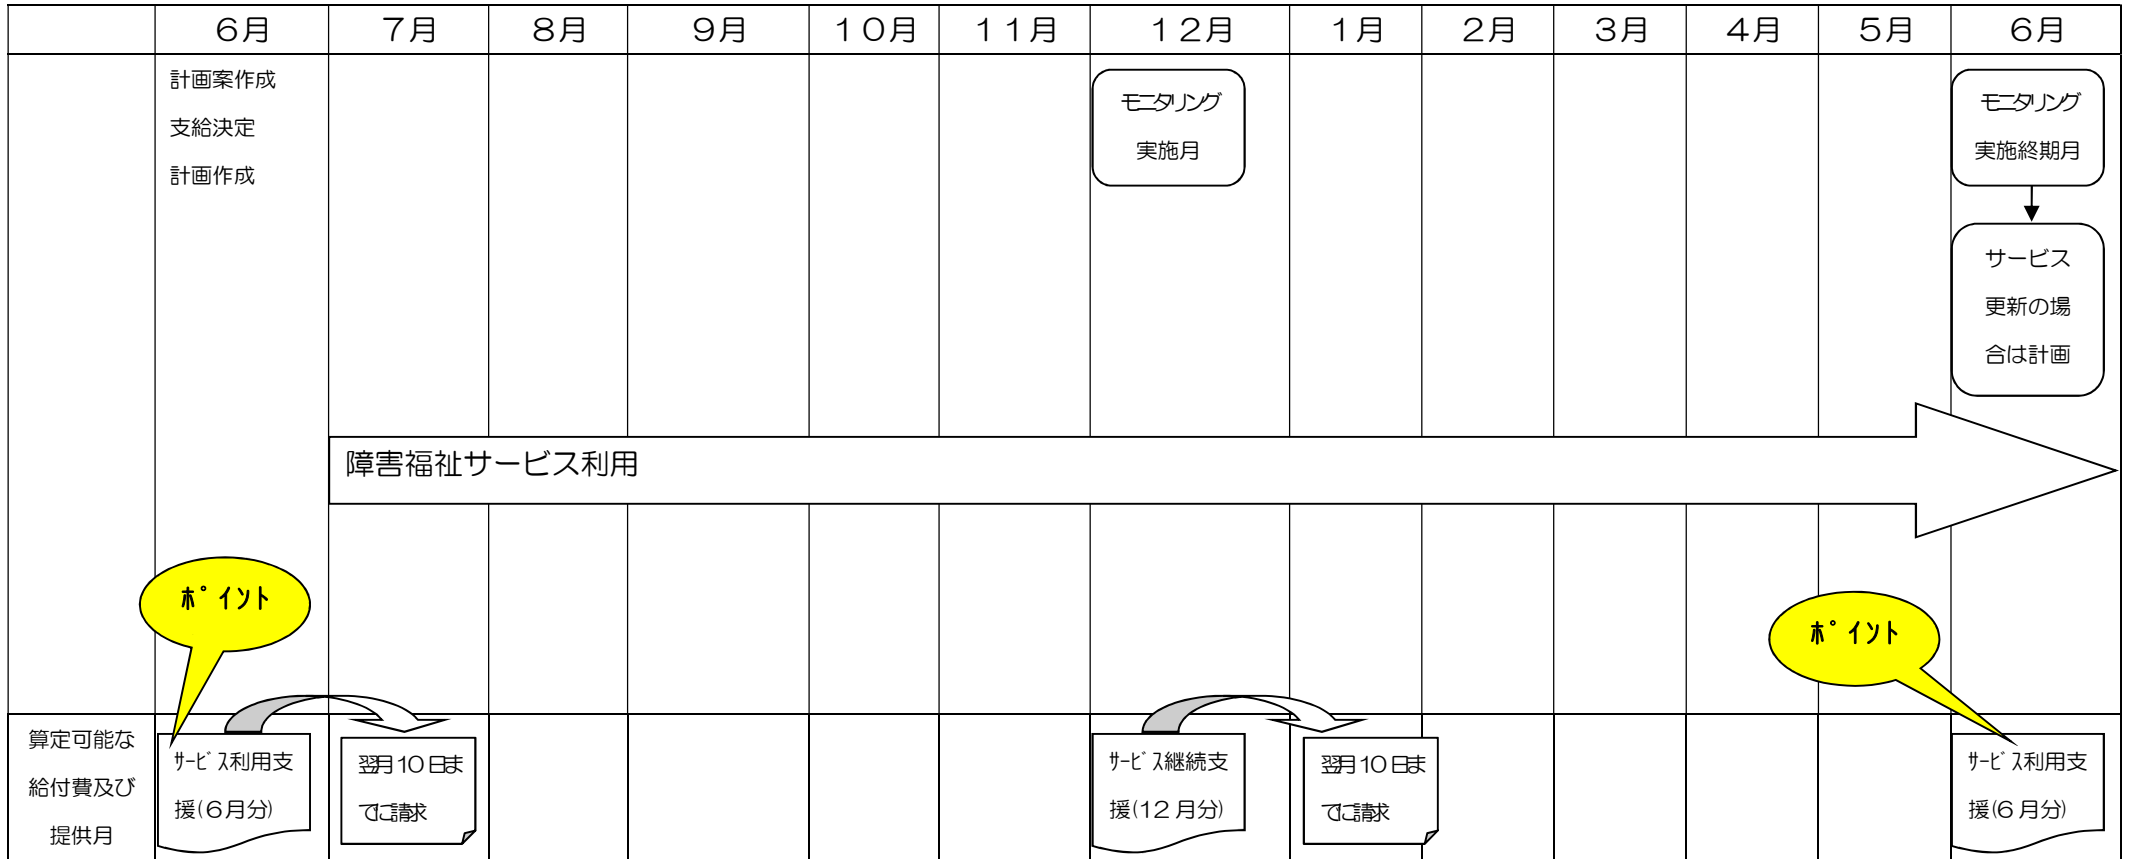 6月 7月 8月 9月 10月 11月 12月 1月 2月 3月 4月 5月 6月
計画案作成
支給決定
計画作成
モニタリング
実施月
モニタリング
実施終期月
サービス
更新の場
合は計画
障害福祉サービス利用
ﾎﾟｲﾝﾄ
ﾎﾟｲﾝﾄ
算定可能な
給付費及び
提供月
ｻｰﾋﾞｽ利用支
援(6月分)
翌月10日ま
でに請求
ｻｰﾋﾞｽ継続支
援(12月分)
翌月10日ま
でに請求
ｻｰﾋﾞｽ利用支
援(6月分)